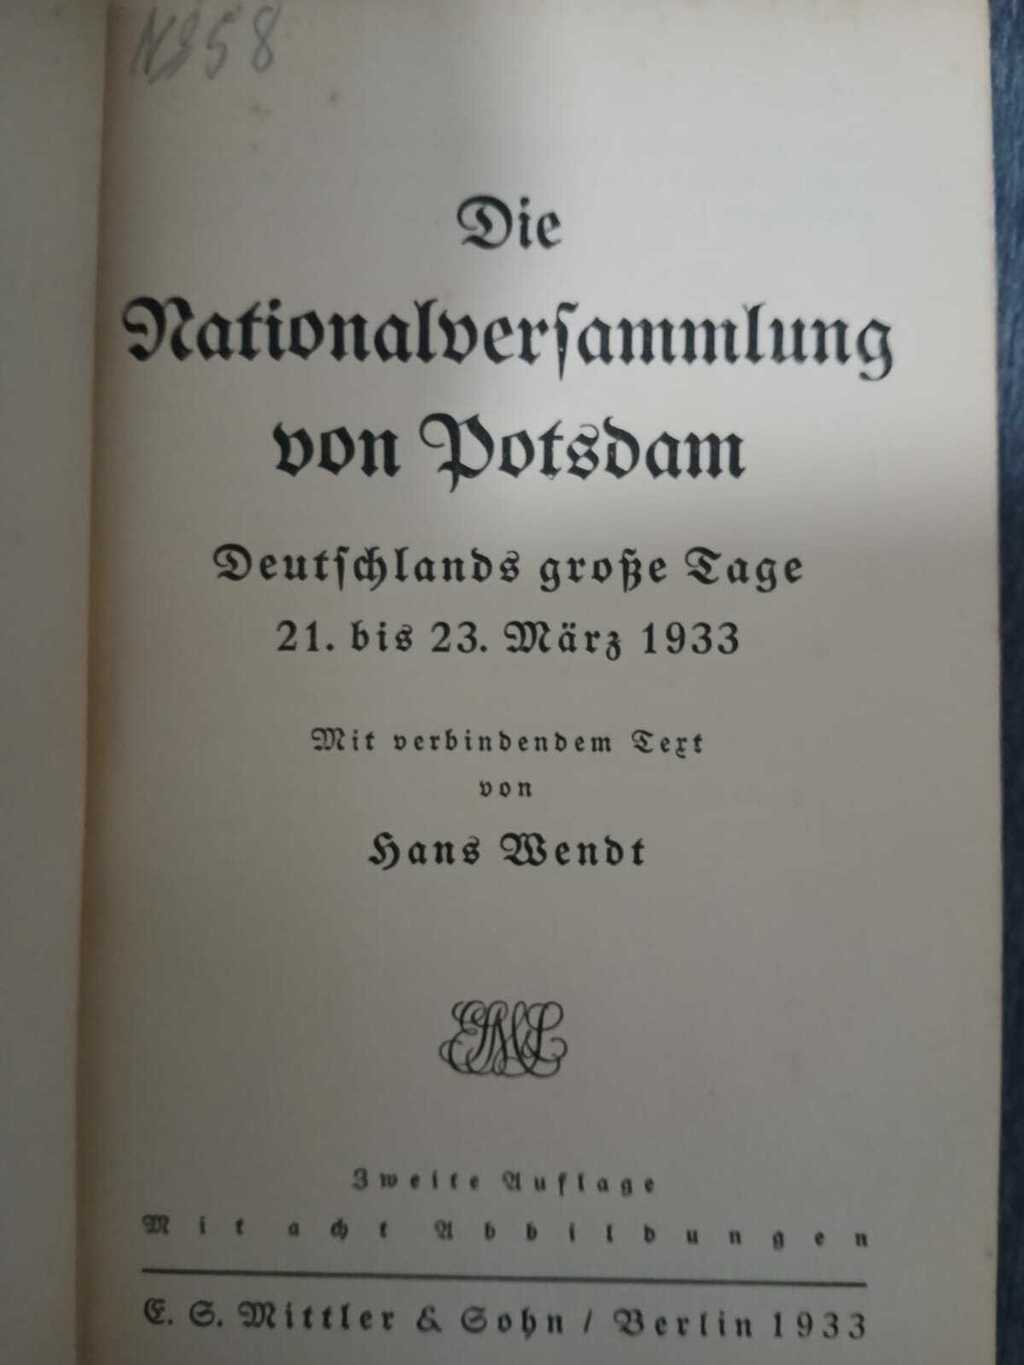 N358
Die
Nationalverſammlung
von Potsdam
Deutſchlands große Tage
21. bis 23. März 1933
Mit verbindendem Text
von
Hans Wendt
Zweite Auflage
Mit acht Abbildungen
E. S. Mittler & Sohn / Berlin 1933